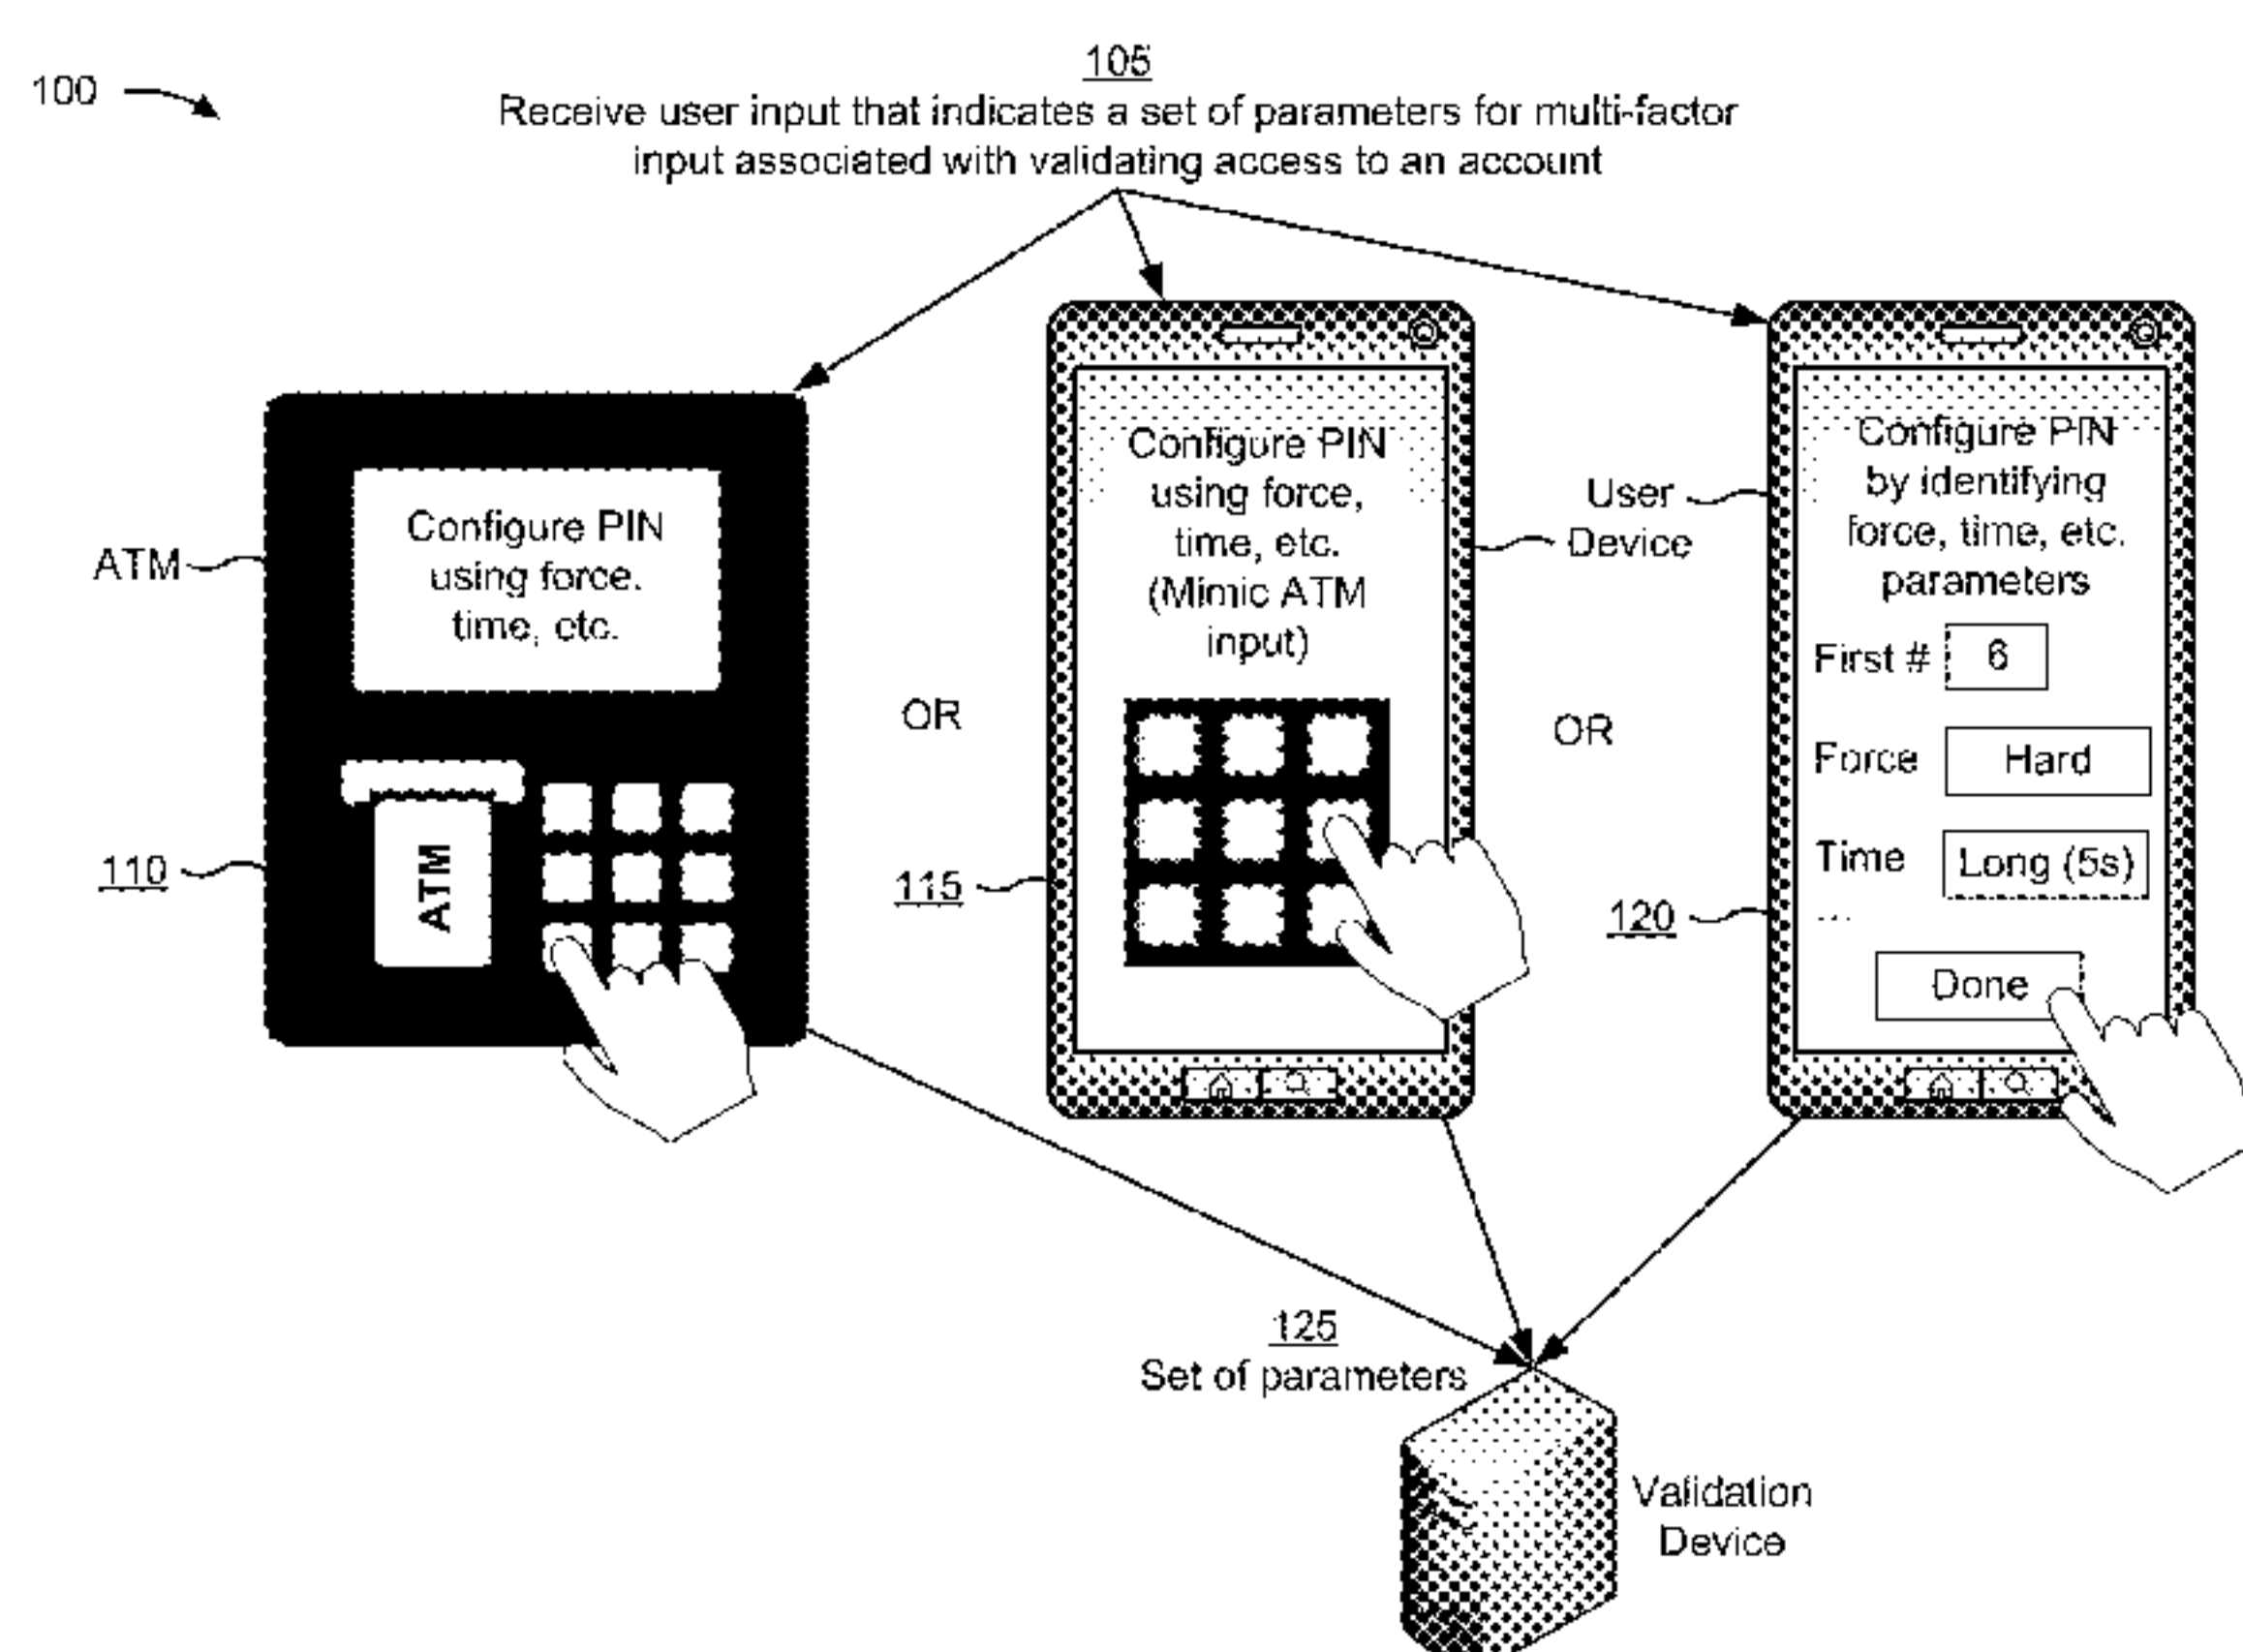 100
105
Receive user input that indicates a set of parameters for multi-factor
input associated with validating access to an account
ATM
110
Configure PIN
using force.
time, etc.
ATM
OR
115
Configure PIN
using force,
time, etc.
(Mimic ATM
input)
User
Device
OR
120
Configure PIN
by identifying
force, time, etc.
parameters
First # 6
Force Hard
Time Long (5s)
...
Done
125
Set of parameters
Validation
Device